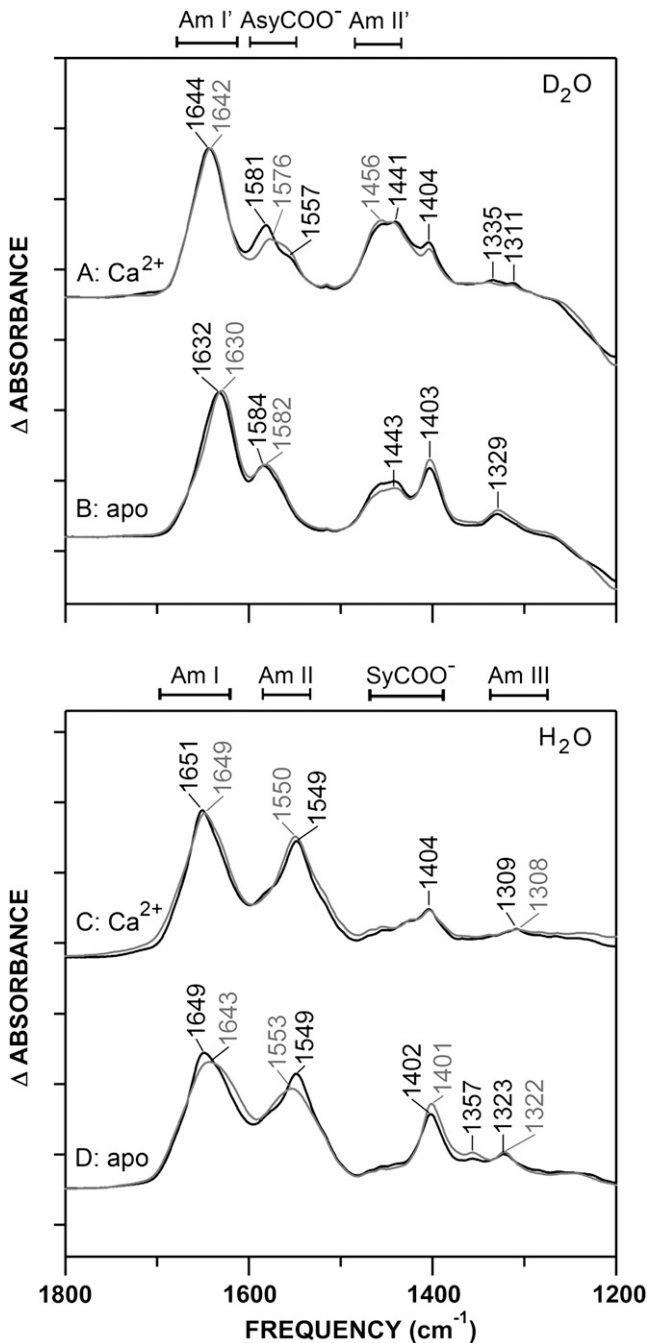 Am I' AsyCOO⁻ Am II'
D₂O
1644
1642
1581
1576
1557
1456
1441
1404
1335
1311
A: Ca²⁺
1632
1630
1584
1582
1443
1403
1329
B: apo
Δ ABSORBANCE
Am I Am II SyCOO⁻ Am III
H₂O
1651
1649
1550
1549
1404
1309
1308
C: Ca²⁺
1649
1643
1553
1549
1402
1401
1357
1323
1322
D: apo
Δ ABSORBANCE
1800 1600 1400 1200
FREQUENCY (cm⁻¹)